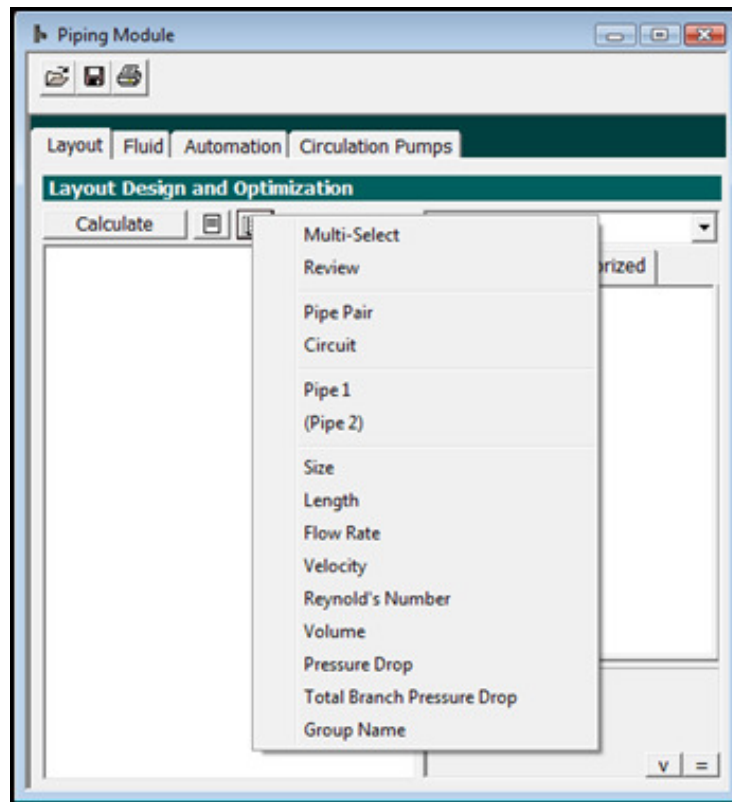 Piping Module
Layout Fluid Automation Circulation Pumps
Layout Design and Optimization
Calculate
Multi-Select
Review
Pipe Pair
Circuit
Pipe 1
(Pipe 2)
Size
Length
Flow Rate
Velocity
Reynold's Number
Volume
Pressure Drop
Total Branch Pressure Drop
Group Name
v =